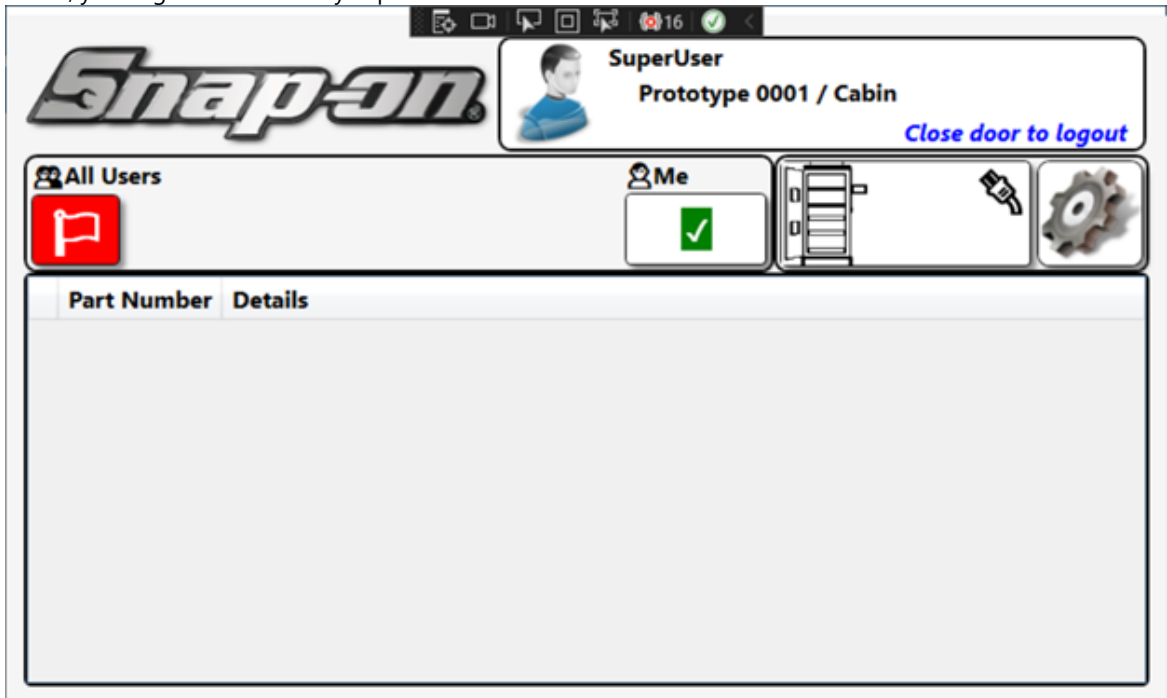 16
Snap-on
SuperUser
Prototype 0001 / Cabin
Close door to logout
All Users
Me
Part Number Details